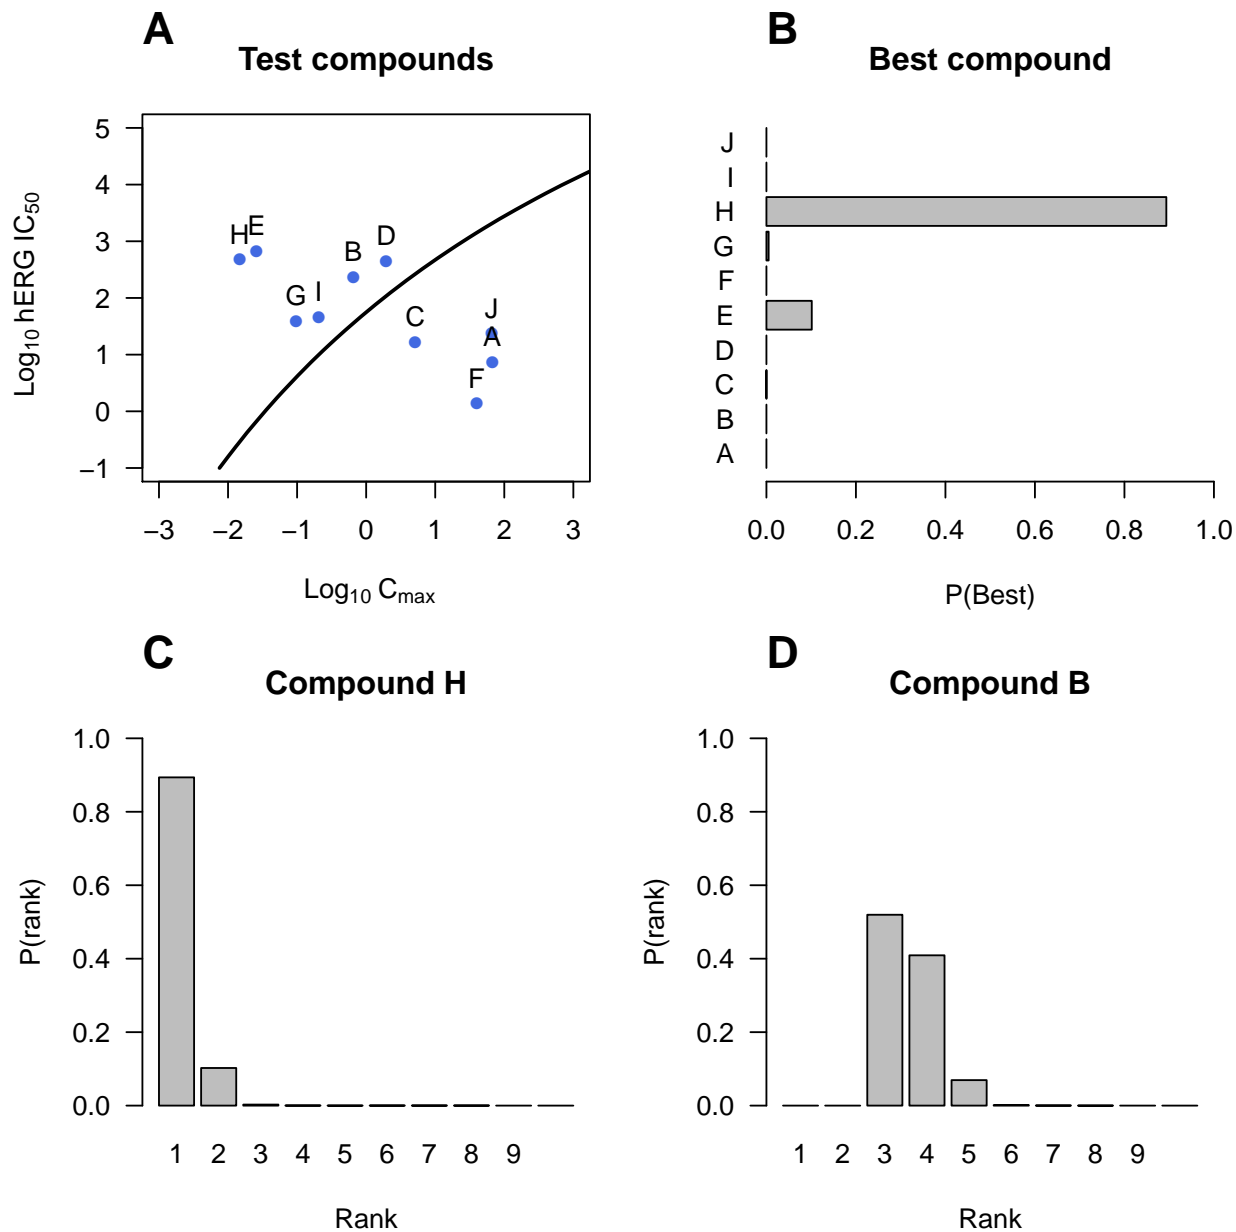 A
Test compounds
5
4
3
2
1
0
−1
Log10 hERG IC50
H E
D
B
G I
C
J
A
F
−3 −2 −1 0 1 2 3
Log10 Cmax
B
Best compound
J
I
H
G
F
E
D
C
B
A
0.0 0.2 0.4 0.6 0.8 1.0
P(Best)
C
Compound H
1.0
0.8
0.6
0.4
0.2
0.0
P(rank)
1 2 3 4 5 6 7 8 9
Rank
D
Compound B
1.0
0.8
0.6
0.4
0.2
0.0
P(rank)
1 2 3 4 5 6 7 8 9
Rank